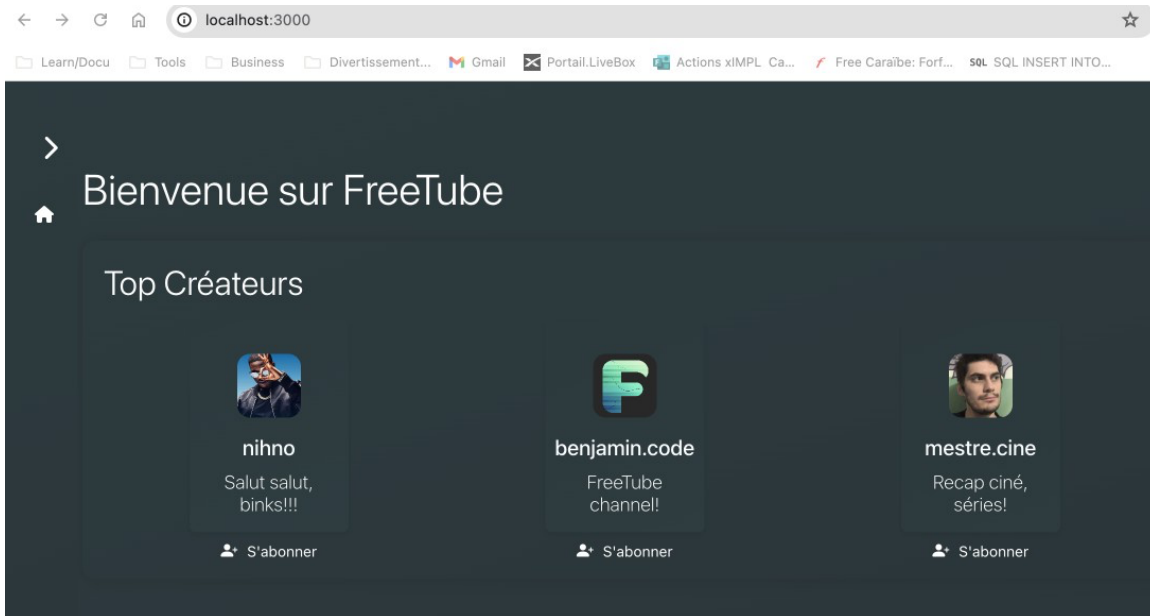 localhost:3000
Learn/Docu Tools Business Divertissement... Gmail Portail.LiveBox Actions xIMPL Ca... Free Caraïbe: Forf... SQL SQL INSERT INTO...
Bienvenue sur FreeTube
Top Créateurs
F
nihno benjamin.code mestre.cine
Salut salut, FreeTube Recap ciné,
binks!!! channel! séries!
S'abonner S'abonner S'abonner